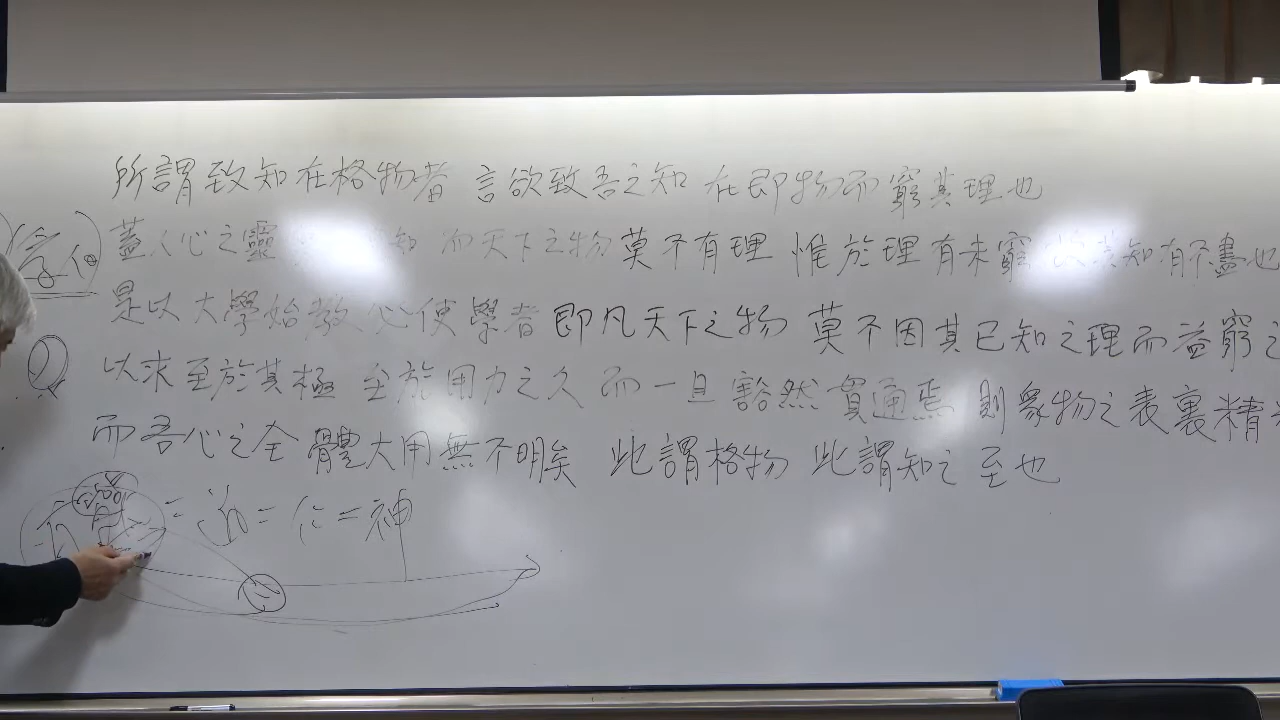 所謂致知在格物者 言欲致吾之知 在即物而窮其理也
蓋人心之靈 知 而天下之物莫不有理 惟於理有未窮 故其知有不盡也
是以大學始教 必使學者即凡天下之物 莫不因其已知之理而益窮之
以求至於其極 至於用力之久 而一旦豁然貫通焉 則眾物之表裏精
而吾心之全體大用無不明矣 此謂格物 此謂知之至也
= 道 = 仁 = 神
心